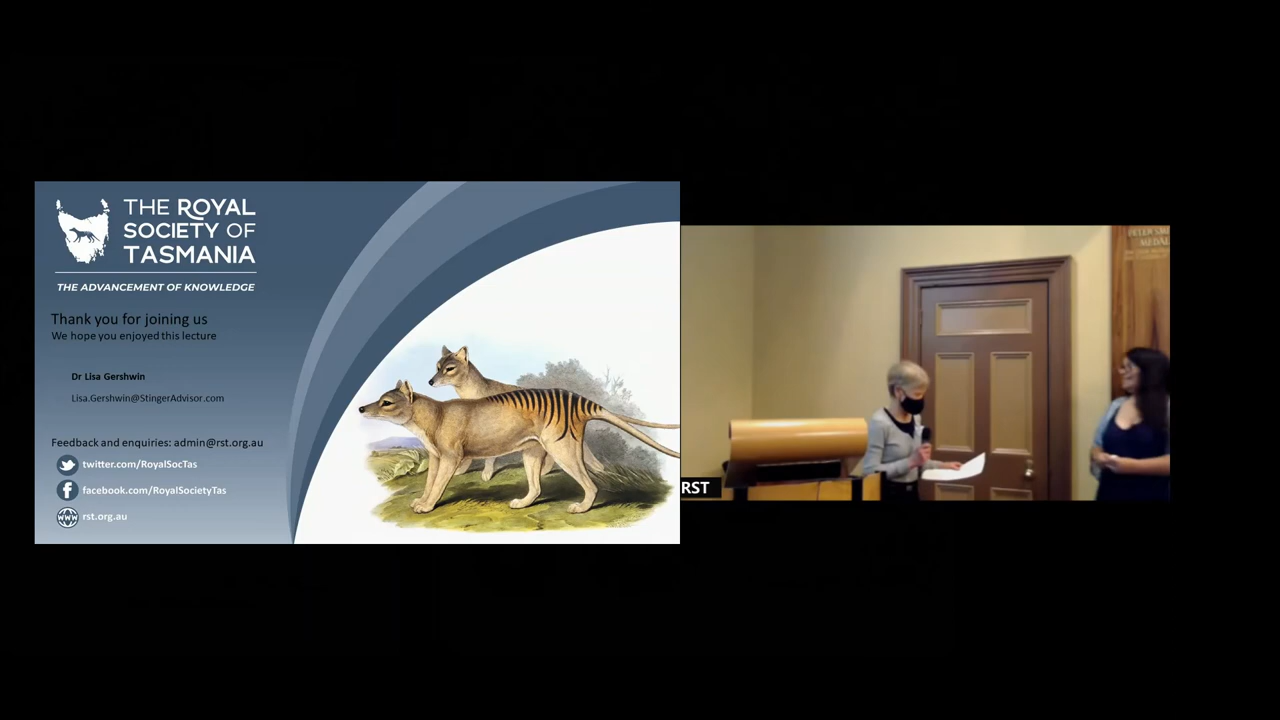 THE ROYAL
SOCIETY OF
TASMANIA
THE ADVANCEMENT OF KNOWLEDGE
Thank you for joining us
We hope you enjoyed this lecture
Dr Lisa Gershwin
Lisa.Gershwin@StingerAdvisor.com
Feedback and enquiries: admin@rst.org.au
twitter.com/RoyalSocTas
f
facebook.com/RoyalSocietyTas
www
rst.org.au
RST
MEDAL